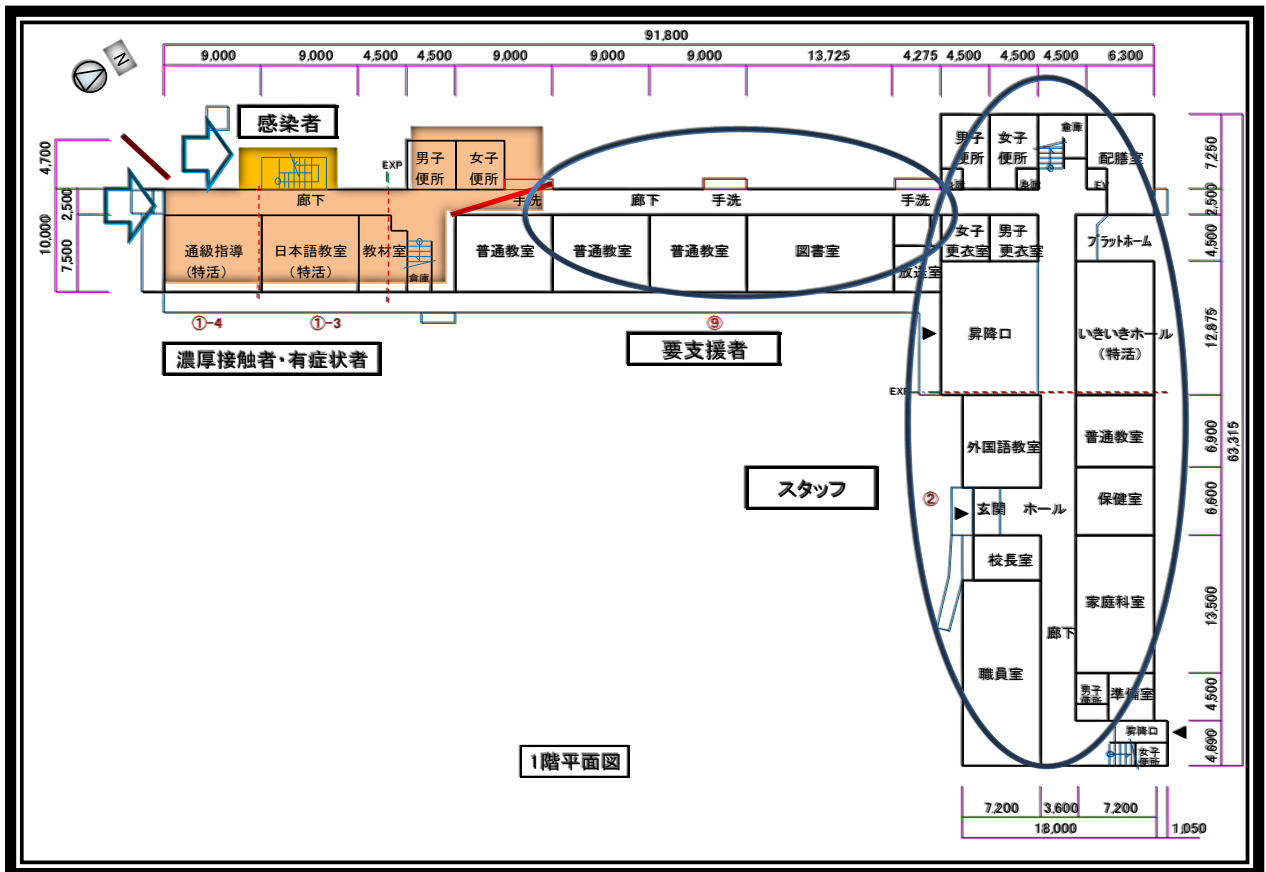 91,800
9,000
9,000
4,500
4,500
9,000
9,000
9,000
13,725
4,275
4,500
4,500
4,500
6,300
N
感染者
4,700
10,000
2,500
7,500
EXP
男子
便所
女子
便所
廊下
手洗
廊下
手洗
手洗
通級指導
(特活)
日本語教室
(特活)
教材室
倉庫
普通教室
普通教室
普通教室
図書室
放送室
男子
便所
女子
便所
倉庫
配膳室
EV
女子
更衣室
男子
更衣室
プラットホーム
7,250
2,500
4,500
12,875
6,900
63,315
6,600
13,500
4,500
4,690
①-4
①-3
⑨
濃厚接触者・有症状者
要支援者
昇降口
いきいきホール
(特活)
EXP
外国語教室
普通教室
スタッフ
②
玄関
ホール
保健室
校長室
家庭科室
廊下
職員室
男子
便所
準備室
昇降口
女子
便所
1階平面図
7,200
3,600
7,200
18,000
1,050